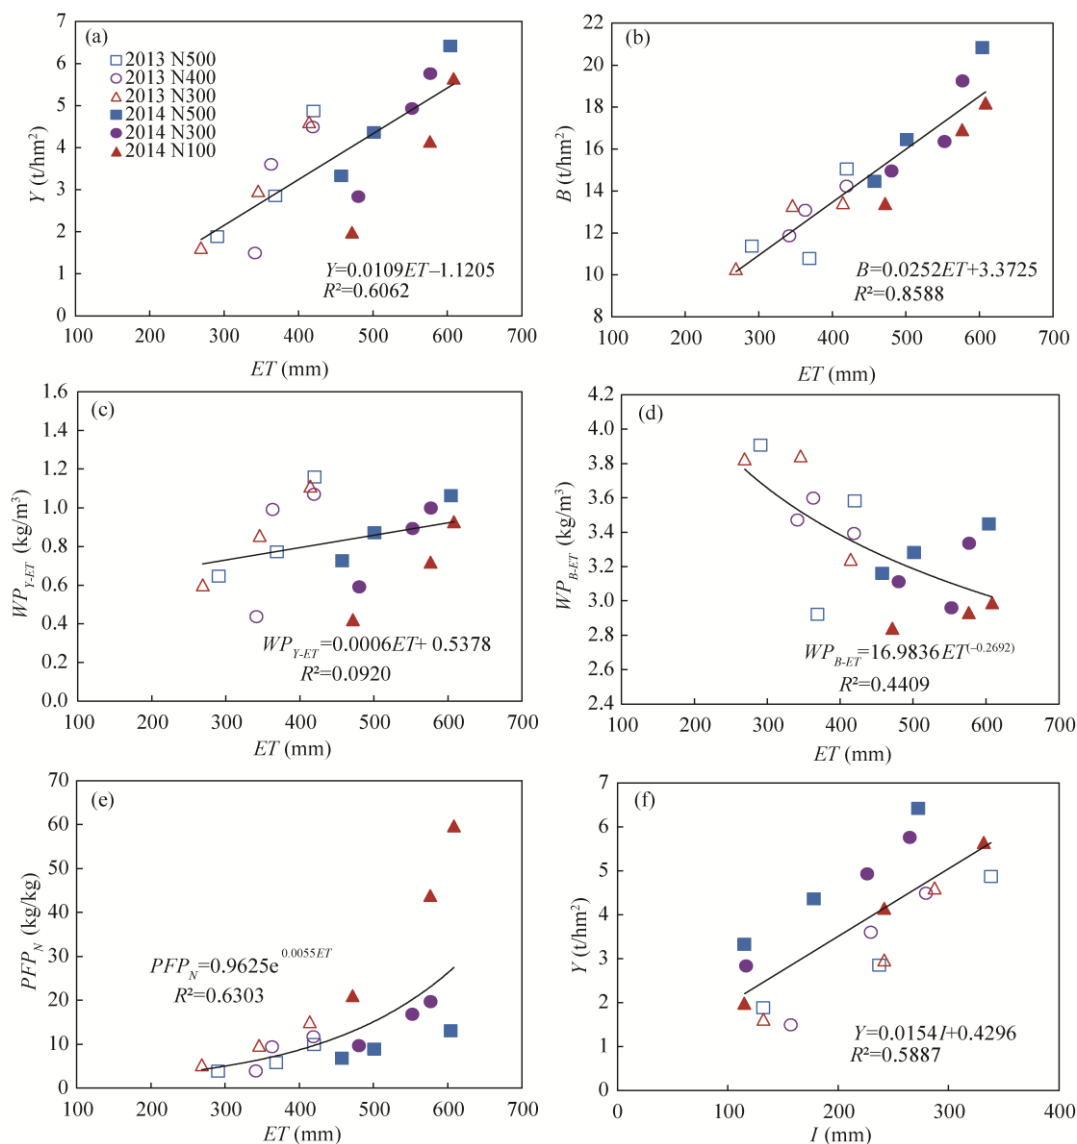 (a)
2013 N500
2013 N400
2013 N300
2014 N500
2014 N300
2014 N100
7
6
5
4
3
2
1
0
Y (t/hm²)
Y=0.0109ET–1.1205
R²=0.6062
100 200 300 400 500 600 700
ET (mm)
(b)
22
20
18
16
14
12
10
8
B (t/hm²)
B=0.0252ET+3.3725
R²=0.8588
100 200 300 400 500 600 700
ET (mm)
(c)
1.6
1.4
1.2
1.0
0.8
0.6
0.4
0.2
0.0
WP Y-ET (kg/m³)
WP Y-ET=0.0006ET+ 0.5378
R²=0.0920
100 200 300 400 500 600 700
ET (mm)
(d)
4.2
4.0
3.8
3.6
3.4
3.2
3.0
2.8
2.6
2.4
WP B-ET (kg/m³)
WP B-ET=16.9836ET(–0.2692)
R²=0.4409
100 200 300 400 500 600 700
ET (mm)
(e)
70
60
50
40
30
20
10
0
PFP N (kg/kg)
PFP N=0.9625e 0.0055ET
R²=0.6303
100 200 300 400 500 600 700
ET (mm)
(f)
7
6
5
4
3
2
1
0
Y (t/hm²)
Y=0.0154I+0.4296
R²=0.5887
0 100 200 300 400
I (mm)